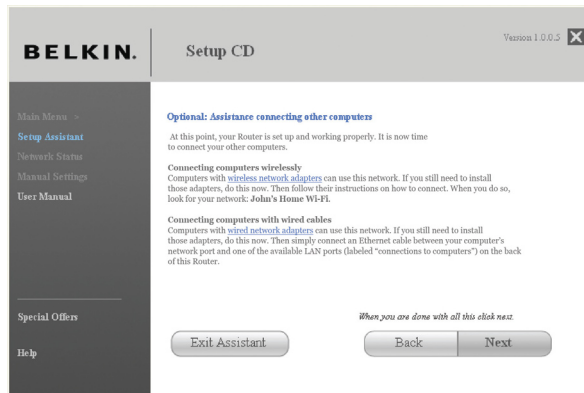 BELKIN.
Setup CD
Version 1.0.0.5
Main Menu >
Setup Assistant
Network Status
Manual Settings
User Manual
Special Offers
Help
Optional: Assistance connecting other computers
At this point, your Router is set up and working properly. It is now time
to connect your other computers.
Connecting computers wirelessly
Computers with wireless network adapters can use this network. If you still need to install
those adapters, do this now. Then follow their instructions on how to connect. When you do so,
look for your network: John's Home Wi-Fi.
Connecting computers with wired cables
Computers with wired network adapters can use this network. If you still need to install
those adapters, do this now. Then simply connect an Ethernet cable between your computer's
network port and one of the available LAN ports (labeled “connections to computers”) on the back
of this Router.
When you are done with all this click next.
Exit Assistant
Back
Next